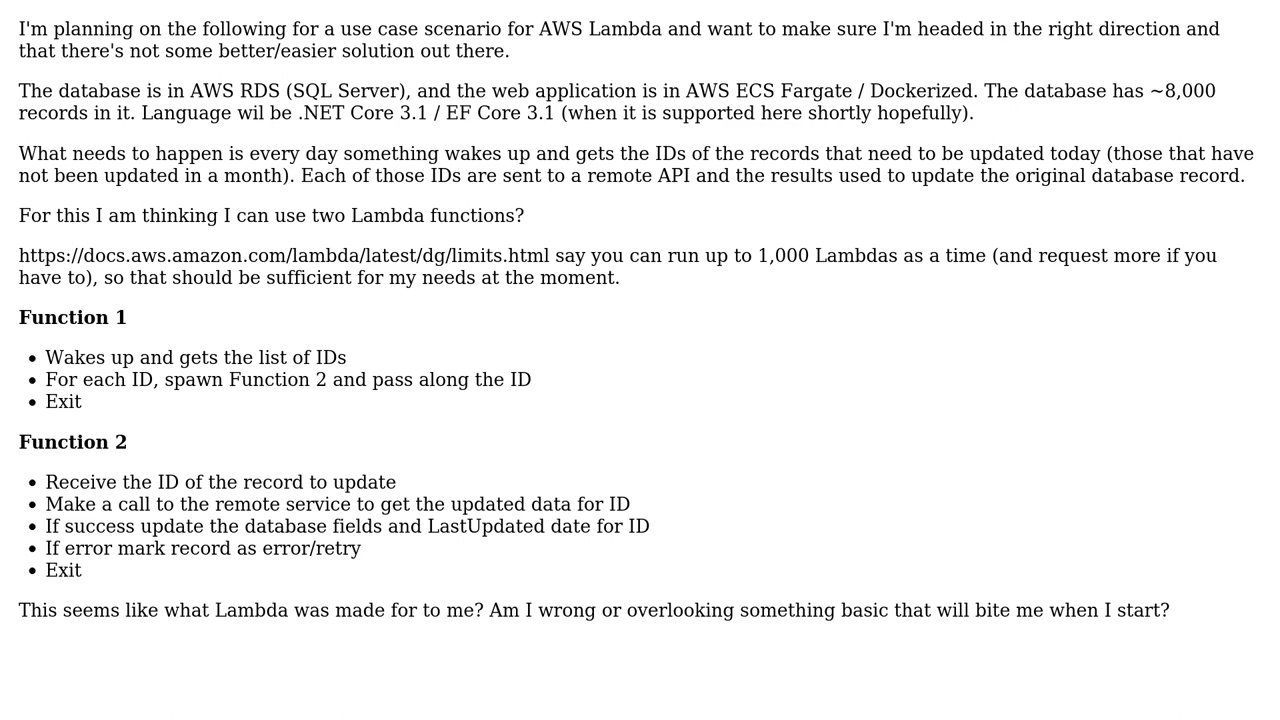 I'm planning on the following for a use case scenario for AWS Lambda and want to make sure I'm headed in the right direction and
that there's not some better/easier solution out there.
The database is in AWS RDS (SQL Server), and the web application is in AWS ECS Fargate / Dockerized. The database has ~8,000
records in it. Language wil be .NET Core 3.1 / EF Core 3.1 (when it is supported here shortly hopefully).
What needs to happen is every day something wakes up and gets the IDs of the records that need to be updated today (those that have
not been updated in a month). Each of those IDs are sent to a remote API and the results used to update the original database record.
For this I am thinking I can use two Lambda functions?
https://docs.aws.amazon.com/lambda/latest/dg/limits.html say you can run up to 1,000 Lambdas as a time (and request more if you
have to), so that should be sufficient for my needs at the moment.
Function 1
• Wakes up and gets the list of IDs
• For each ID, spawn Function 2 and pass along the ID
• Exit
Function 2
• Receive the ID of the record to update
• Make a call to the remote service to get the updated data for ID
• If success update the database fields and LastUpdated date for ID
• If error mark record as error/retry
• Exit
This seems like what Lambda was made for to me? Am I wrong or overlooking something basic that will bite me when I start?